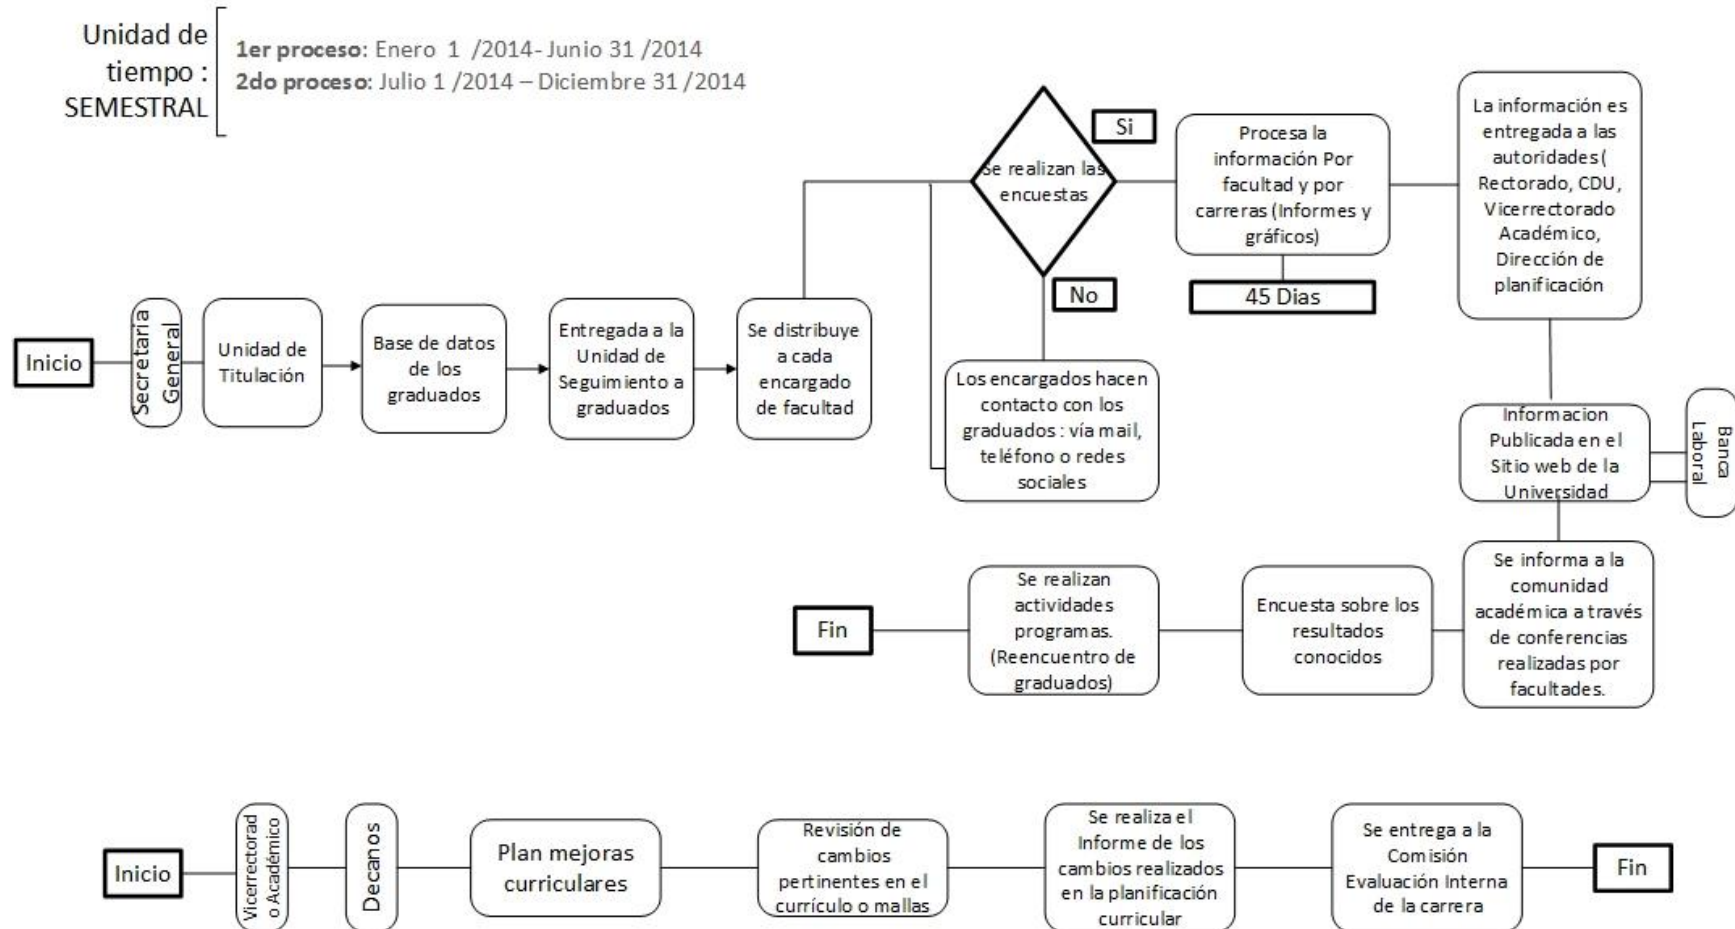 Unidad de
tiempo :
SEMESTRAL
1er proceso: Enero 1 /2014- Junio 31 /2014
2do proceso: Julio 1 /2014 – Diciembre 31 /2014
Inicio
Secretaria
General
Unidad de
Titulación
Base de datos
de los
graduados
Entregada a la
Unidad de
Seguimiento a
graduados
Se distribuye
a cada
encargado
de facultad
Se realizan las
encuestas
Si
No
Los encargados hacen
contacto con los
graduados : vía mail,
teléfono o redes
sociales
Procesa la
información Por
facultad y por
carreras (Informes y
gráficos)
45 Dias
La información es
entregada a las
autoridades (
Rectorado, CDU,
Vicerrectorado
Académico,
Dirección de
planificación
Informacion
Publicada en el
Sitio web de la
Universidad
Banca
Laboral
Se informa a la
comunidad
académica a través
de conferencias
realizadas por
facultades.
Encuesta sobre los
resultados
conocidos
Se realizan
actividades
programas.
(Reencuentro de
graduados)
Fin
Inicio
Vicerrectorad
o Académico
Decanos
Plan mejoras
curriculares
Revisión de
cambios
pertinentes en el
currículo o mallas
Se realiza el
Informe de los
cambios realizados
en la planificación
curricular
Se entrega a la
Comisión
Evaluación Interna
de la carrera
Fin